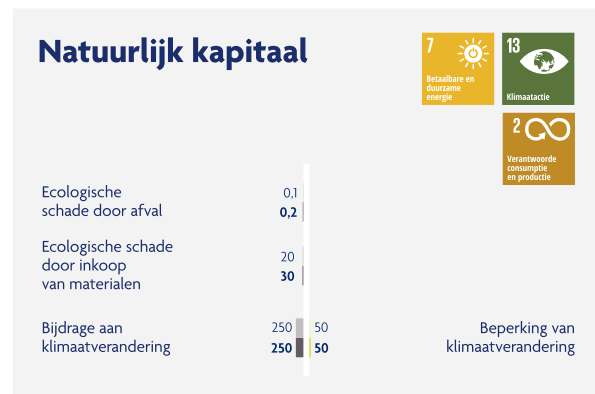 Natuurlijk kapitaal
7
Betaalbare en
duurzame
energie
13
Klimaatactie
2
Verantwoorde
consumptie
en productie
Ecologische
schade door afval
0,1
0,2
Ecologische schade
door inkoop
van materialen
20
30
Bijdrage aan
klimaatverandering
250
250
50
50
Beperking van
klimaatverandering